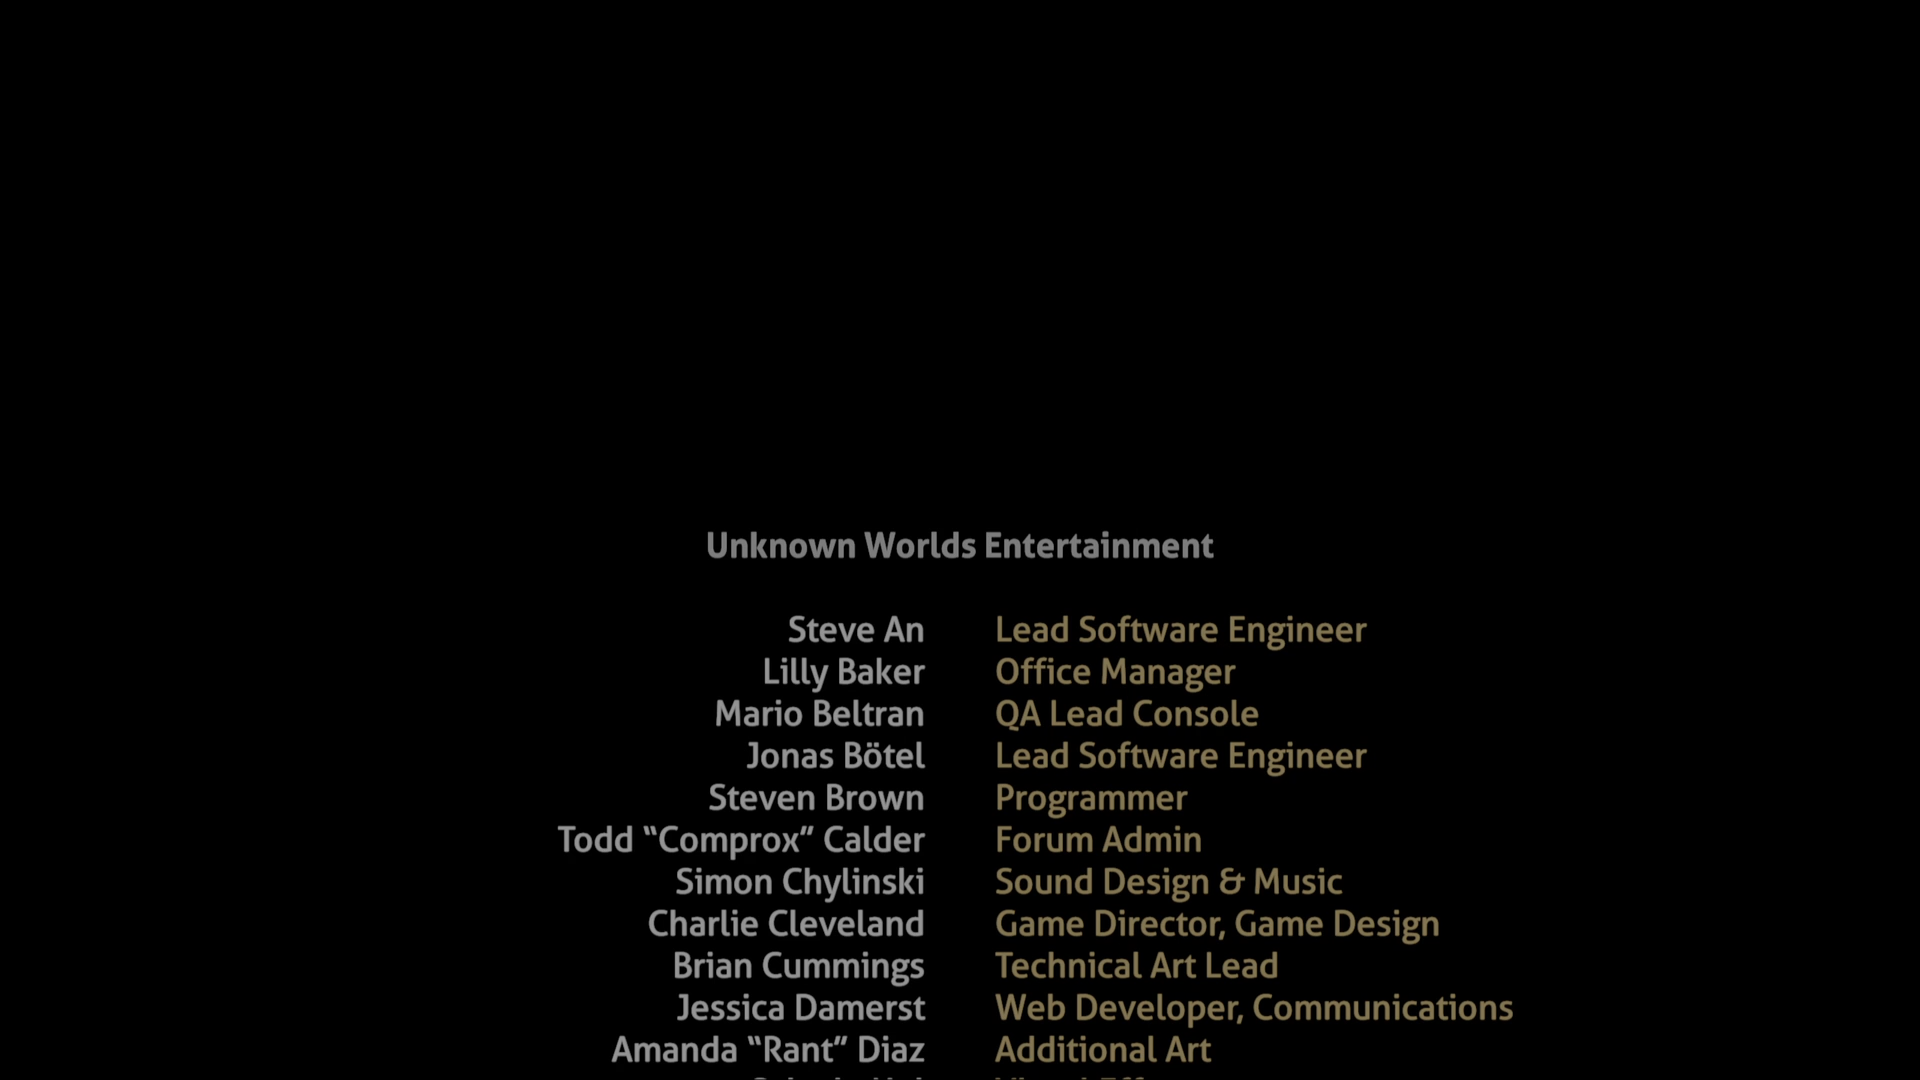 Unknown Worlds Entertainment
Steve An Lead Software Engineer
Lilly Baker Office Manager
Mario Beltran QA Lead Console
Jonas Bötel Lead Software Engineer
Steven Brown Programmer
Todd “Comprox” Calder Forum Admin
Simon Chylinski Sound Design & Music
Charlie Cleveland Game Director, Game Design
Brian Cummings Technical Art Lead
Jessica Damerst Web Developer, Communications
Amanda “Rant” Diaz Additional Art